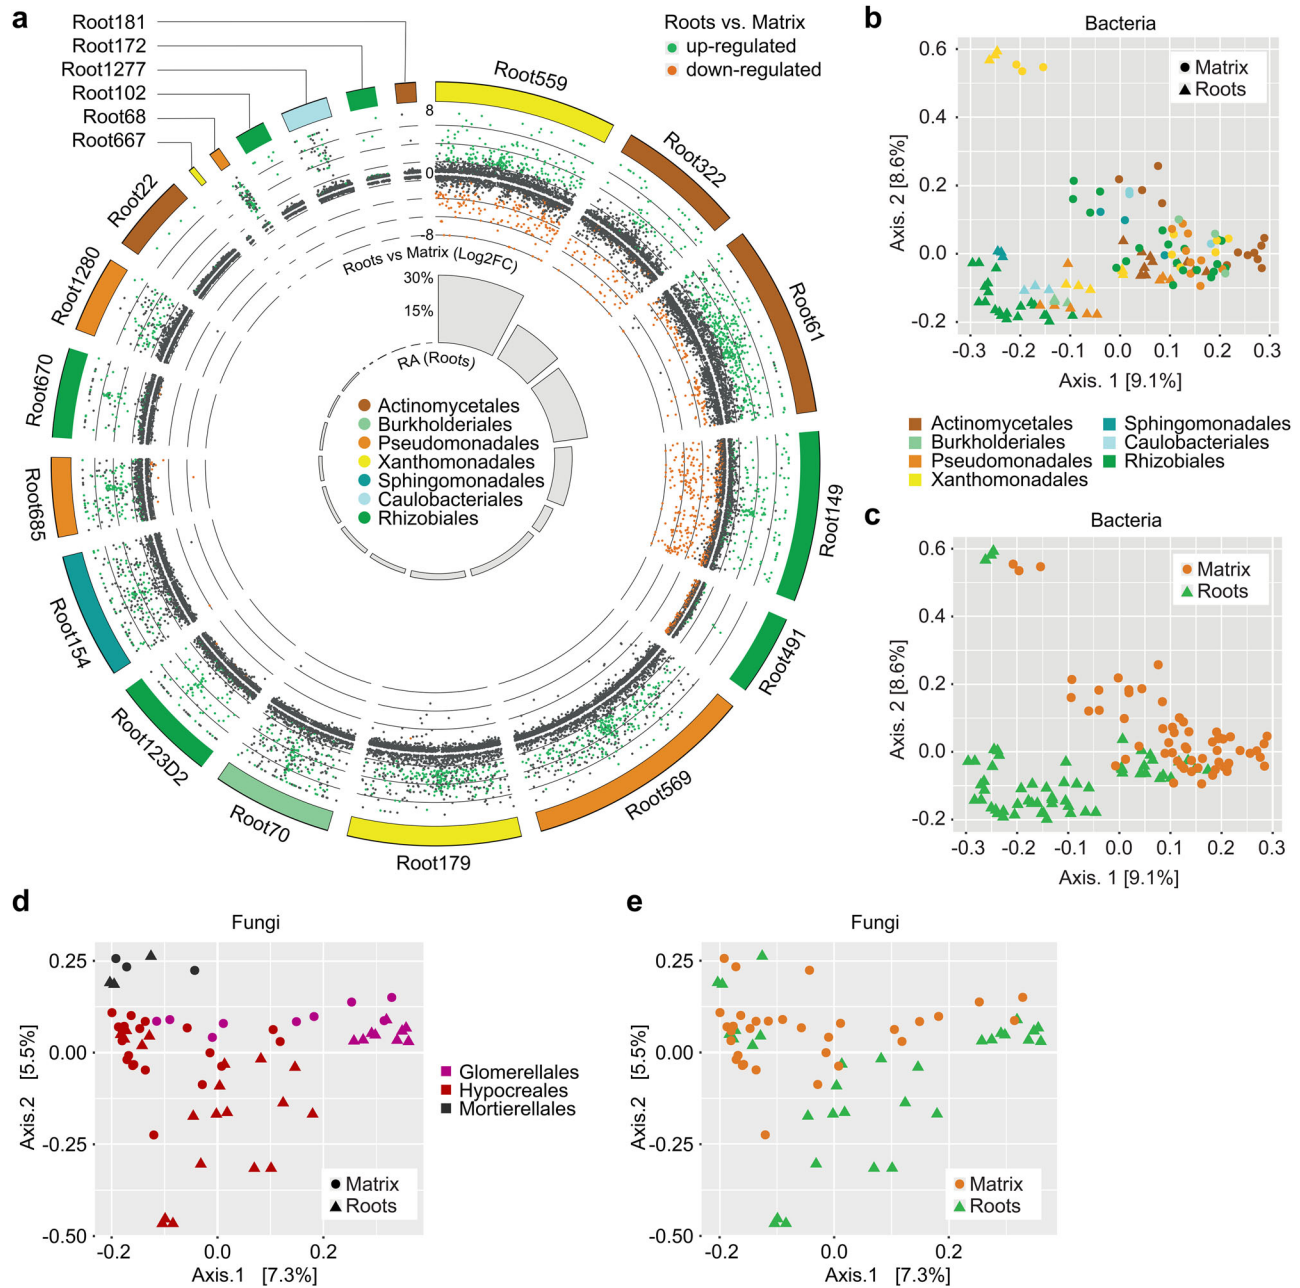 a
Root181
Root172
Root1277
Root102
Root68
Root667
Roots vs. Matrix
up-regulated
down-regulated
Root559
Root322
Root61
Root149
Root491
Root569
Root179
Root70
Root123D2
Root154
Root685
Root670
Root1280
Root22
8
0
-8
Roots vs Matrix (Log2FC)
30%
15%
RA (Roots)
Actinomycetales
Burkholderiales
Pseudomonadales
Xanthomonadales
Sphingomonadales
Caulobacteriales
Rhizobiales
b
Bacteria
Matrix
Roots
0.6
0.4
0.2
0.0
-0.2
Axis. 2 [8.6%]
-0.3 -0.2 -0.1 0.0 0.1 0.2 0.3
Axis. 1 [9.1%]
Actinomycetales
Burkholderiales
Pseudomonadales
Xanthomonadales
Sphingomonadales
Caulobacteriales
Rhizobiales
c
Bacteria
Matrix
Roots
0.6
0.4
0.2
0.0
-0.2
Axis. 2 [8.6%]
-0.3 -0.2 -0.1 0.0 0.1 0.2 0.3
Axis. 1 [9.1%]
d
Fungi
0.25
0.00
-0.25
-0.50
Axis.2 [5.5%]
Matrix
Roots
-0.2 0.0 0.2
Axis.1 [7.3%]
Glomerellales
Hypocreales
Mortierellales
e
Fungi
0.25
0.00
-0.25
-0.50
Axis.2 [5.5%]
Matrix
Roots
-0.2 0.0 0.2
Axis.1 [7.3%]